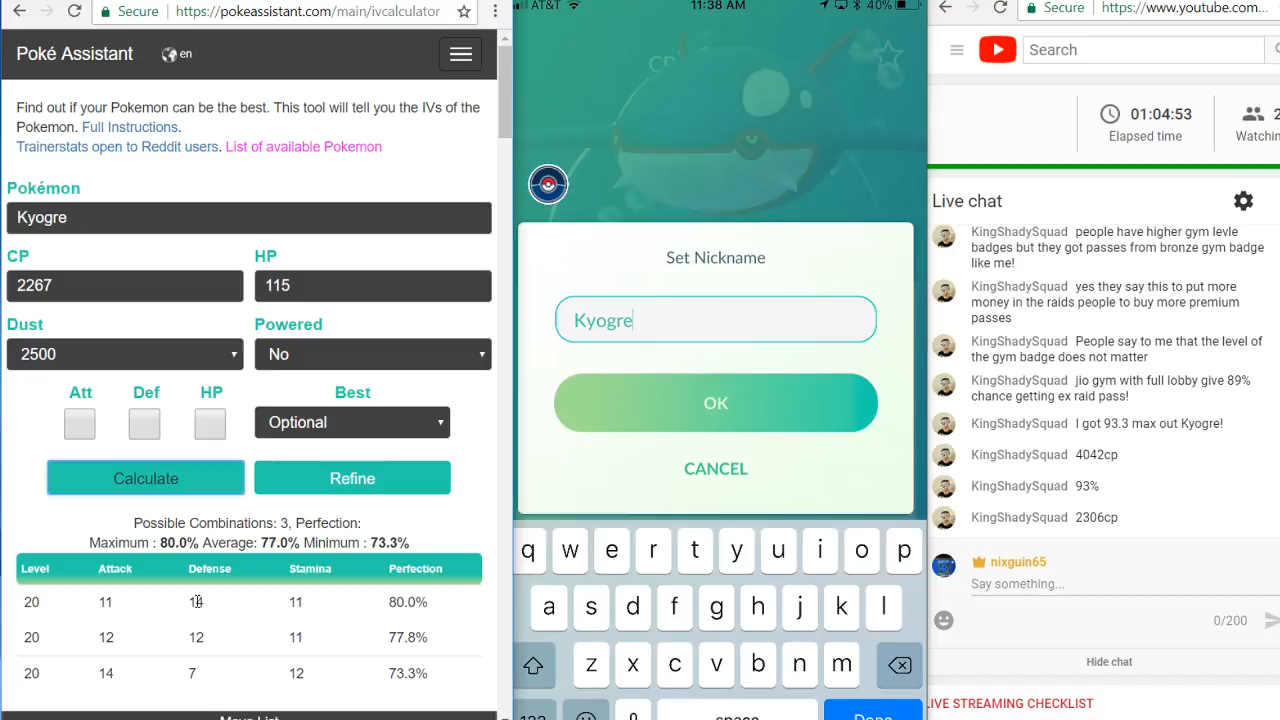 Secure https://pokeassistant.com/main/ivcalculator
Poké Assistant
en
Find out if your Pokemon can be the best. This tool will tell you the IVs of the
Pokemon. Full Instructions.
Trainerstats open to Reddit users. List of available Pokemon
Pokémon
Kyogre
CP HP
2267 115
Dust Powered
2500 No
Att Def HP Best
Optional
Calculate Refine
Possible Combinations: 3, Perfection:
Maximum : 80.0% Average: 77.0% Minimum : 73.3%
Level Attack Defense Stamina Perfection
20 11 14 11 80.0%
20 12 12 11 77.8%
20 14 7 12 73.3%
Move List
AT&T 11:38 AM 40%
CP
Set Nickname
Kyogre
OK
CANCEL
q w e r t y u i o p
a s d f g h j k l
z x c v b n m
123 space Done
Secure https://www.youtube.com...
Search
01:04:53
Elapsed time
2
Watching
Live chat
KingShadySquad people have higher gym levle
badges but they got passes from bronze gym badge
like me!
KingShadySquad yes they say this to put more
money in the raids people to buy more premium
passes
KingShadySquad People say to me that the level of
the gym badge does not matter
KingShadySquad jio gym with full lobby give 89%
chance getting ex raid pass!
KingShadySquad I got 93.3 max out Kyogre!
KingShadySquad 4042cp
KingShadySquad 93%
KingShadySquad 2306cp
nixguin65
Say something...
0/200
Hide chat
LIVE STREAMING CHECKLIST